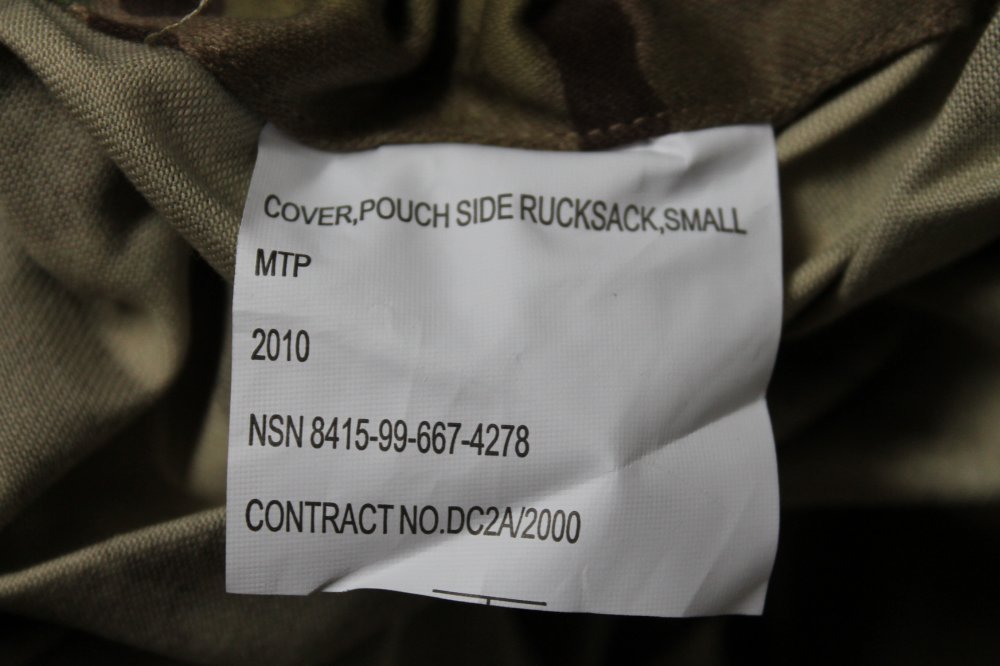 COVER,POUCH SIDE RUCKSACK,SMALL
MTP
2010
NSN 8415-99-667-4278
CONTRACT NO.DC2A/2000